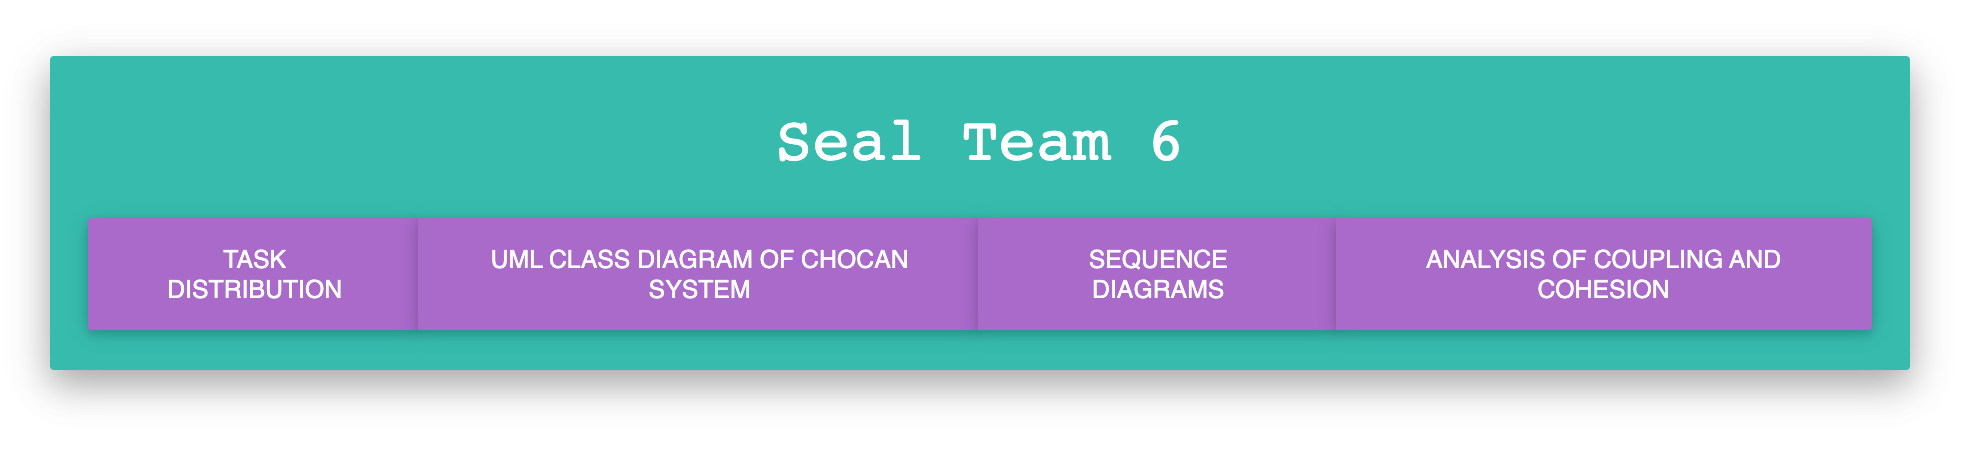 Seal Team 6
TASK
DISTRIBUTION
UML CLASS DIAGRAM OF CHOCAN
SYSTEM
SEQUENCE
DIAGRAMS
ANALYSIS OF COUPLING AND
COHESION